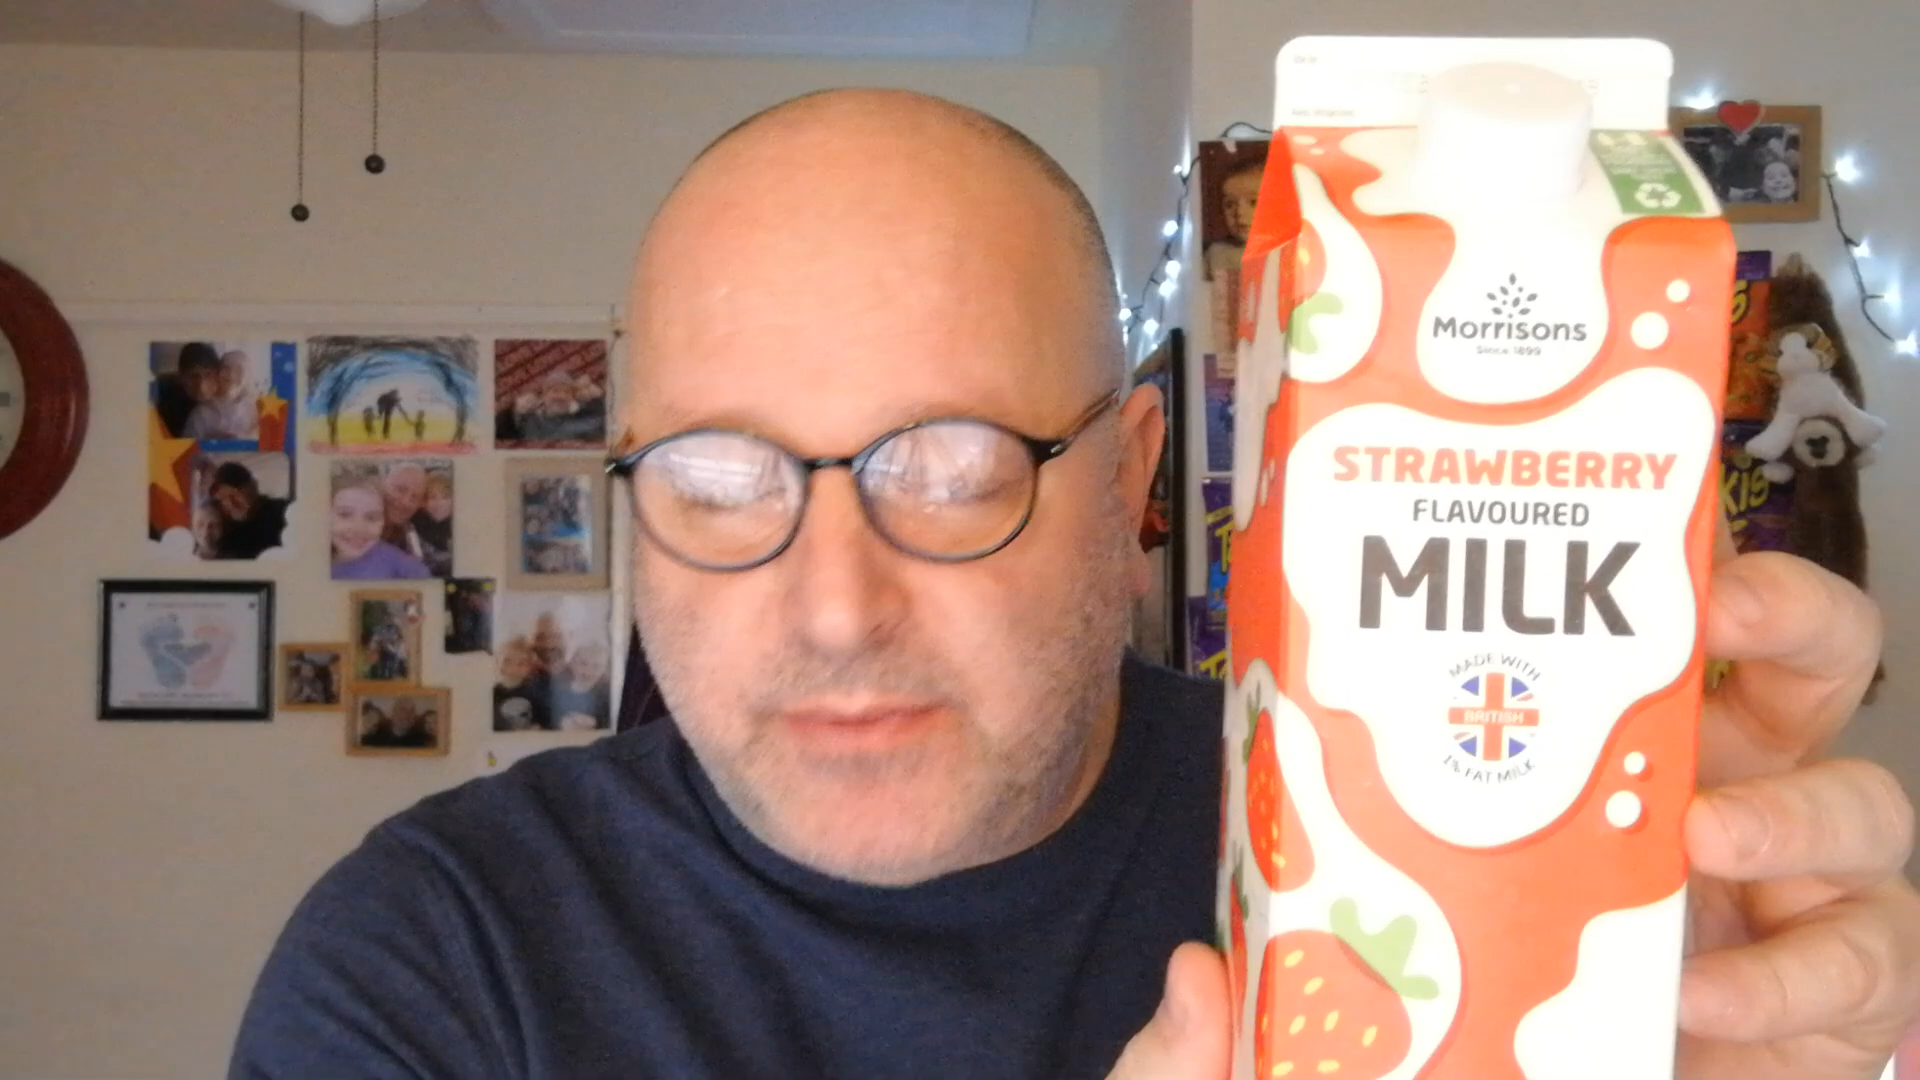 Morrisons
Since 1899
STRAWBERRY
FLAVOURED
MILK
MADE WITH
BRITISH
1% FAT MILK